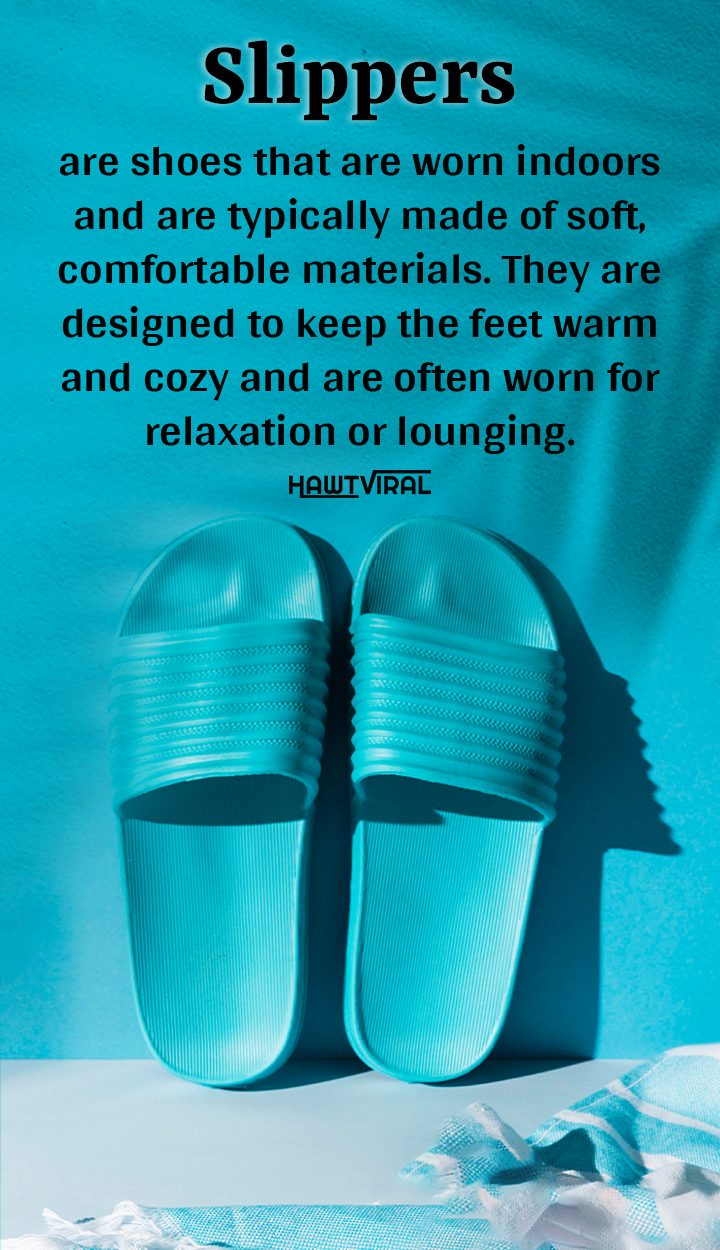 Slippers
are shoes that are worn indoors
and are typically made of soft,
comfortable materials. They are
designed to keep the feet warm
and cozy and are often worn for
relaxation or lounging.
HAWTVIRAL